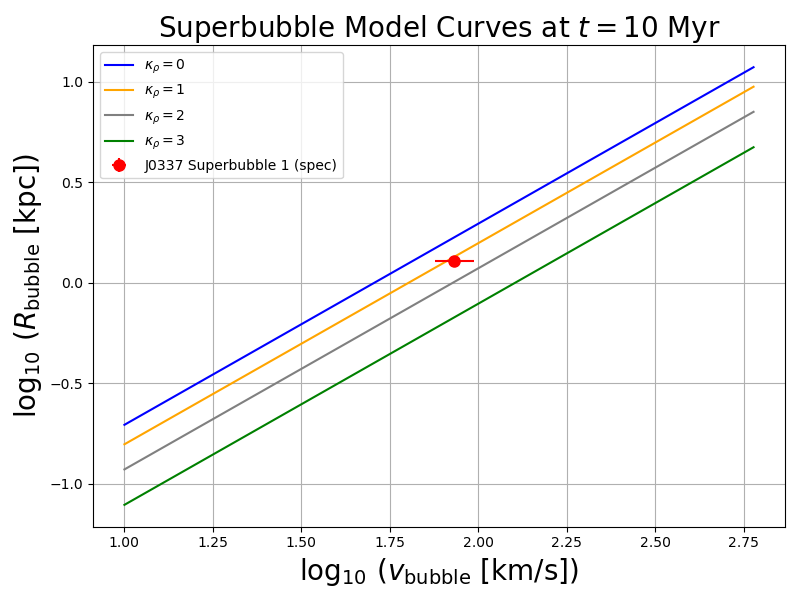 Superbubble Model Curves at t = 10 Myr
κρ = 0
κρ = 1
κρ = 2
κρ = 3
J0337 Superbubble 1 (spec)
log10 (Rbubble [kpc])
1.0
0.5
0.0
−0.5
−1.0
1.00 1.25 1.50 1.75 2.00 2.25 2.50 2.75
log10 (vbubble [km/s])